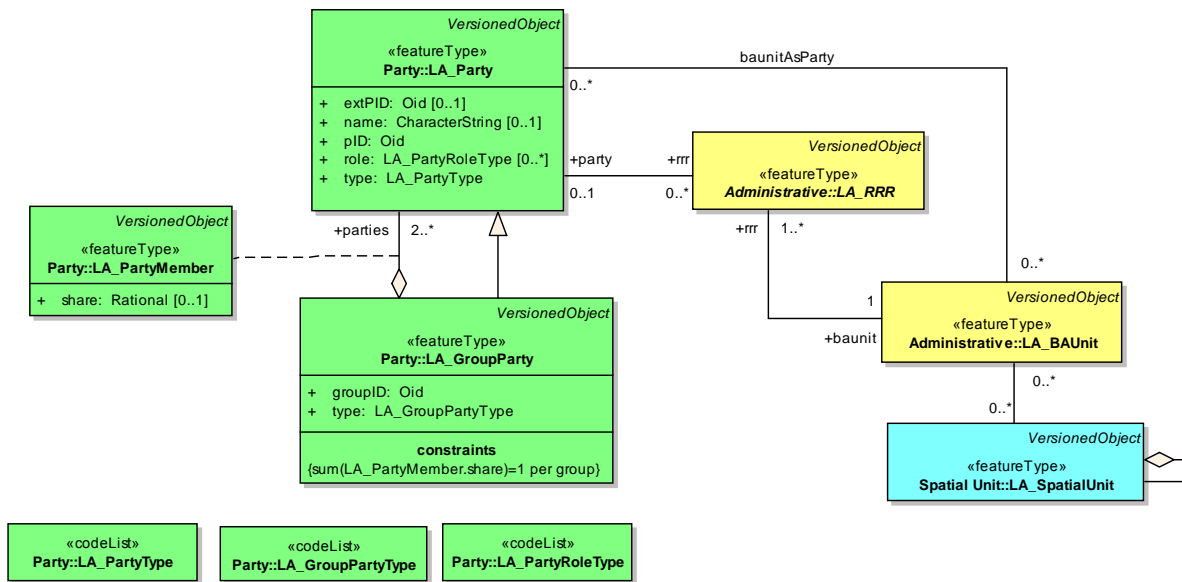 VersionedObject
«featureType»
Party::LA_Party
+ extPID: Oid [0..1]
+ name: CharacterString [0..1]
+ pID: Oid
+ role: LA_PartyRoleType [0..*]
+ type: LA_PartyType
baunitAsParty
0..*
0..*
+party
0..1
+rrr
0..*
VersionedObject
«featureType»
Administrative::LA_RRR
+rrr
1..*
1
+baunit
VersionedObject
«featureType»
Party::LA_PartyMember
+ share: Rational [0..1]
+parties
2..*
VersionedObject
«featureType»
Party::LA_GroupParty
+ groupID: Oid
+ type: LA_GroupPartyType
constraints
{sum(LA_PartyMember.share)=1 per group}
VersionedObject
«featureType»
Administrative::LA_BAUnit
0..*
0..*
VersionedObject
«featureType»
Spatial Unit::LA_SpatialUnit
«codeList»
Party::LA_PartyType
«codeList»
Party::LA_GroupPartyType
«codeList»
Party::LA_PartyRoleType